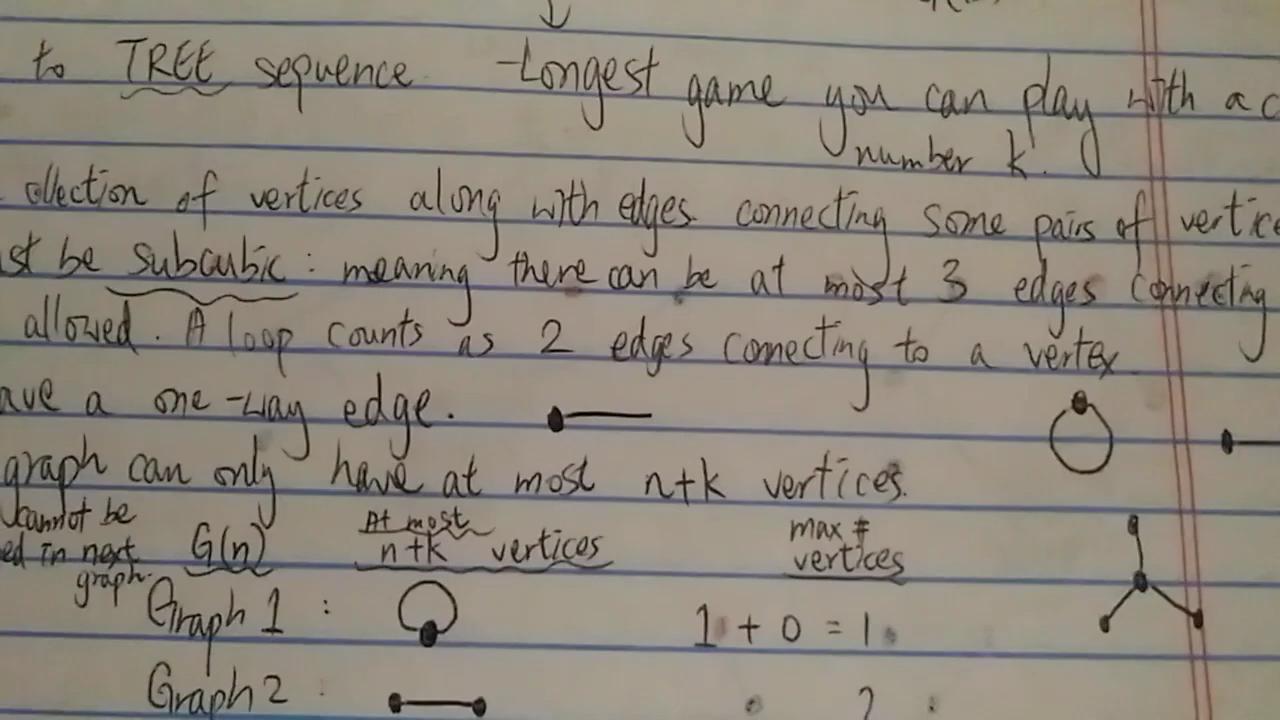 to TREE sequence. -Longest game you can play with a c
number k.
ollection of vertices along with edges connecting some pairs of vertice
st be subcubic: meaning there can be at most 3 edges connecting
allowed. A loop counts as 2 edges connecting to a vertex.
ave a one-way edge.
graph can only have at most n+k vertices.
cannot be
ed in next
graph.
G(n)
At most
n+k vertices
max #
vertices
Graph 1 :
1 + 0 = 1.
Graph 2 :
2